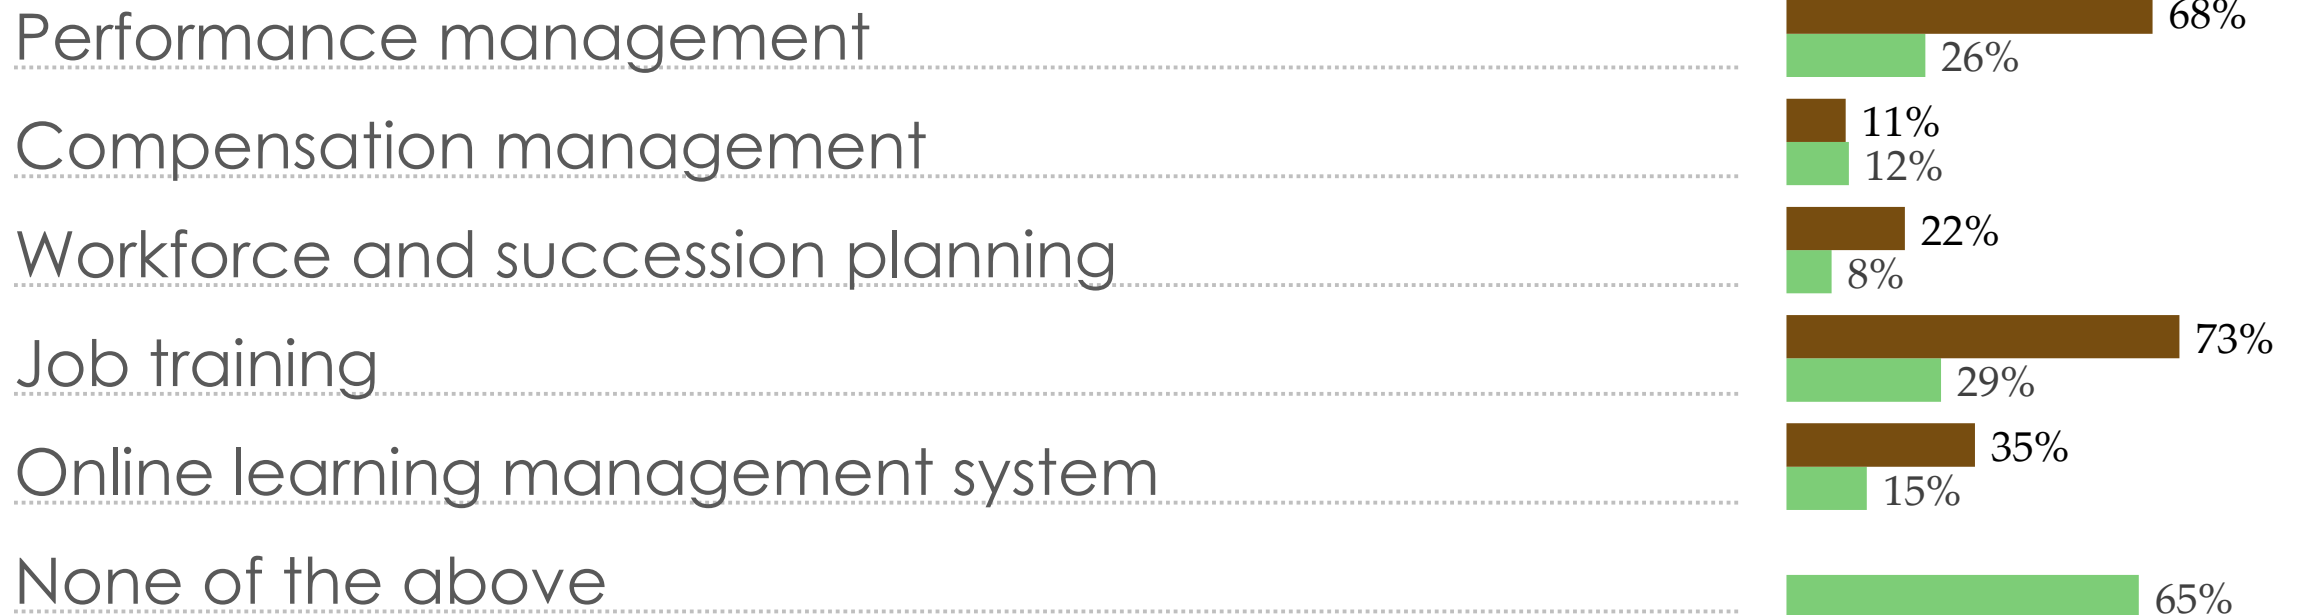 Performance management 68%
26%
Compensation management 11%
12%
Workforce and succession planning 22%
8%
Job training 73%
29%
Online learning management system 35%
15%
None of the above 65%